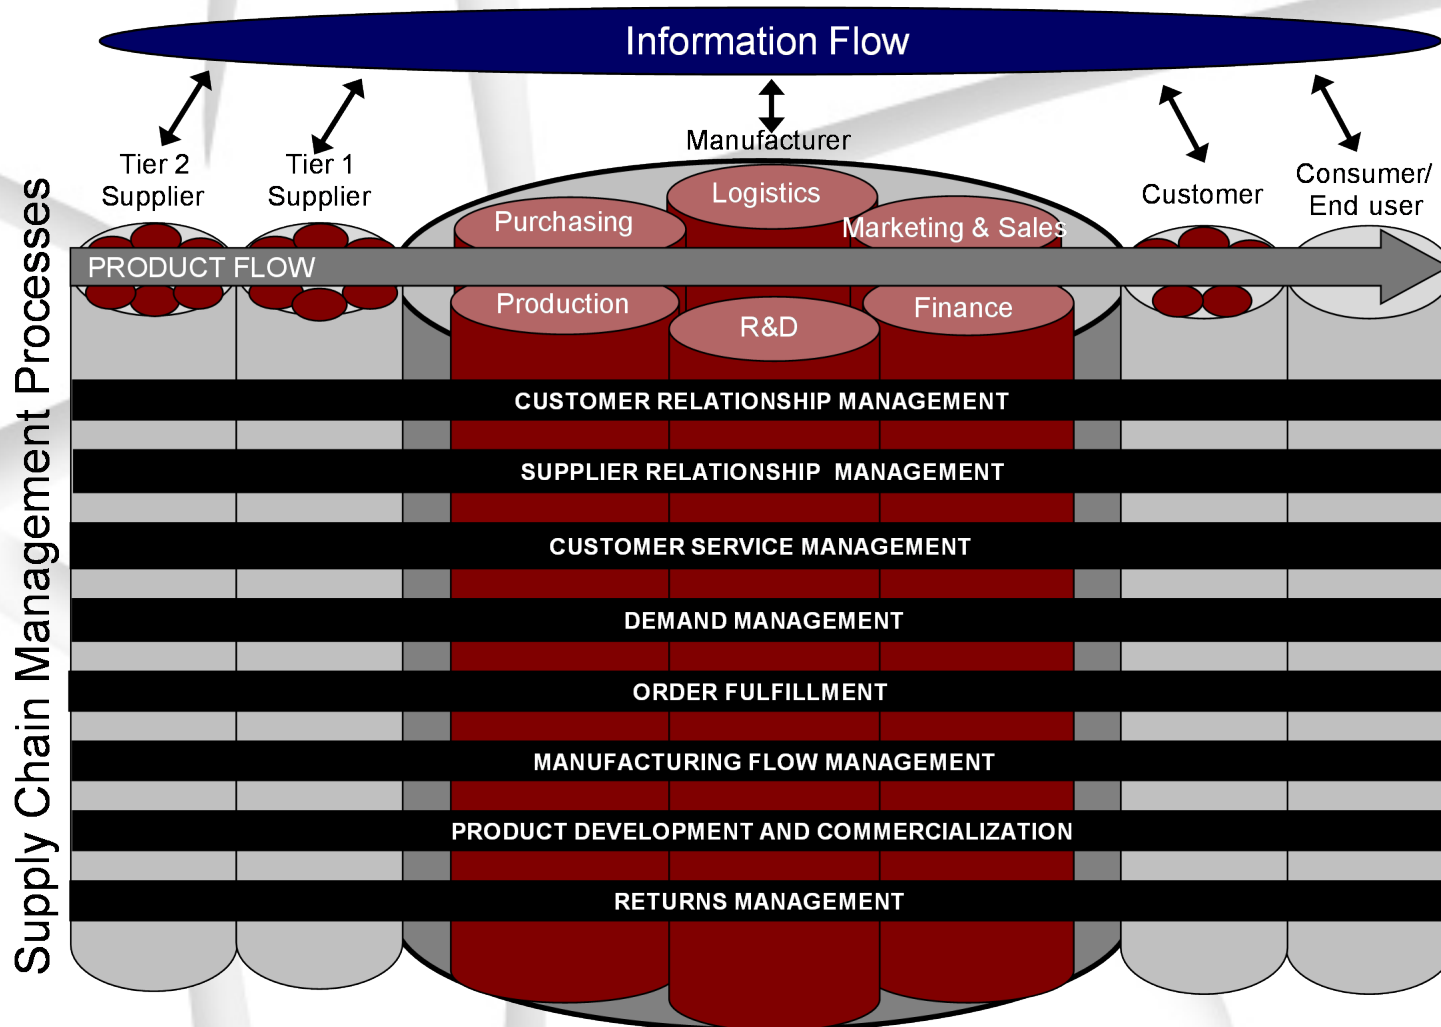 Information Flow
Manufacturer
Tier 2
Supplier
Tier 1
Supplier
Customer
Consumer/
End user
Logistics
Purchasing
Marketing & Sales
PRODUCT FLOW
Production
R&D
Finance
Supply Chain Management Processes
CUSTOMER RELATIONSHIP MANAGEMENT
SUPPLIER RELATIONSHIP MANAGEMENT
CUSTOMER SERVICE MANAGEMENT
DEMAND MANAGEMENT
ORDER FULFILLMENT
MANUFACTURING FLOW MANAGEMENT
PRODUCT DEVELOPMENT AND COMMERCIALIZATION
RETURNS MANAGEMENT